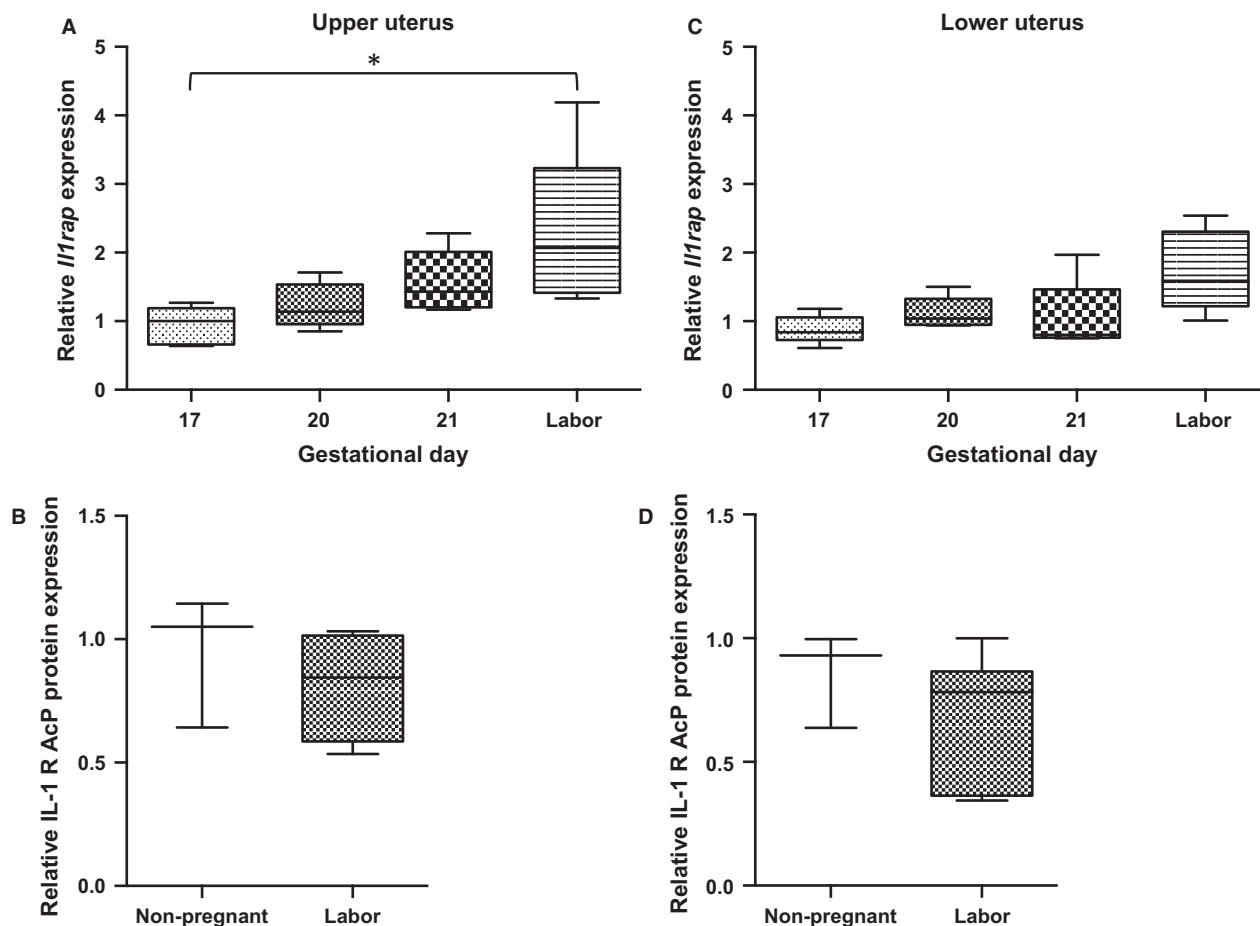 A
Upper uterus
Relative Il1rap expression
5
4
3
2
1
0
*
17 20 21 Labor
Gestational day
C
Lower uterus
Relative Il1rap expression
5
4
3
2
1
0
17 20 21 Labor
Gestational day
B
Relative IL-1 R AcP protein expression
1.5
1.0
0.5
0.0
Non-pregnant Labor
D
Relative IL-1 R AcP protein expression
1.5
1.0
0.5
0.0
Non-pregnant Labor